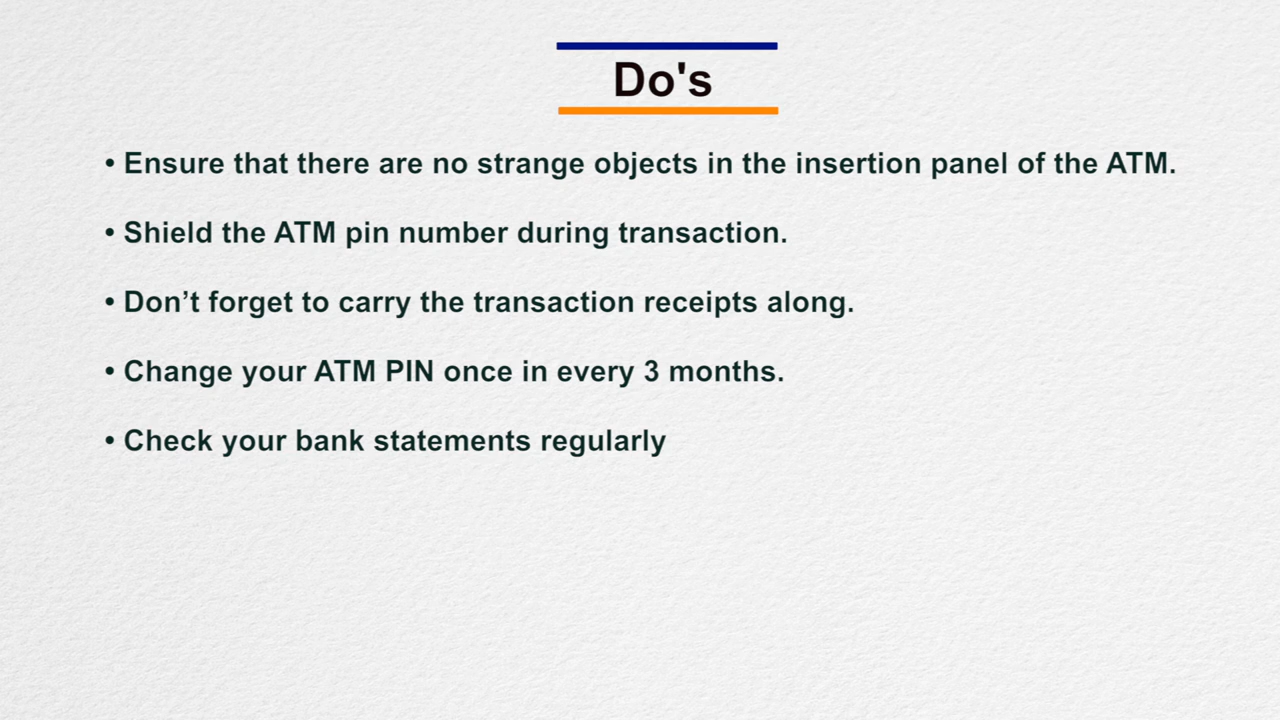 Do's
• Ensure that there are no strange objects in the insertion panel of the ATM.
• Shield the ATM pin number during transaction.
• Don’t forget to carry the transaction receipts along.
• Change your ATM PIN once in every 3 months.
• Check your bank statements regularly